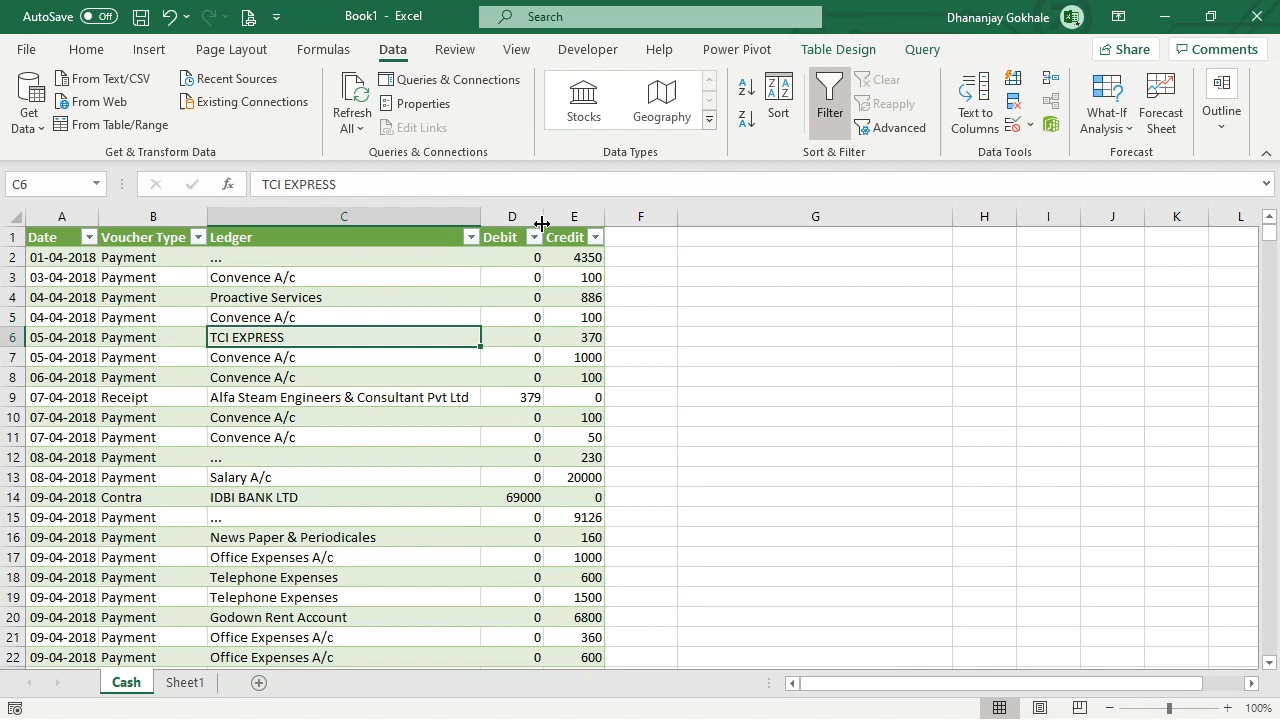 AutoSave Off Book1 - Excel Search Dhananjay Gokhale
File Home Insert Page Layout Formulas Data Review View Developer Help Power Pivot Table Design Query Share Comments
Get Data
From Text/CSV
From Web
From Table/Range
Recent Sources
Existing Connections
Get & Transform Data
Refresh All
Queries & Connections
Properties
Edit Links
Queries & Connections
Stocks
Geography
Data Types
Sort
Filter
Clear
Reapply
Advanced
Sort & Filter
Text to Columns
Data Tools
What-If Analysis
Forecast Sheet
Forecast
Outline
C6 fx TCI EXPRESS
A B C D E F G H I J K L
1 Date Voucher Type Ledger Debit Credit
2 01-04-2018 Payment ... 0 4350
3 03-04-2018 Payment Convence A/c 0 100
4 04-04-2018 Payment Proactive Services 0 886
5 04-04-2018 Payment Convence A/c 0 100
6 05-04-2018 Payment TCI EXPRESS 0 370
7 05-04-2018 Payment Convence A/c 0 1000
8 06-04-2018 Payment Convence A/c 0 100
9 07-04-2018 Receipt Alfa Steam Engineers & Consultant Pvt Ltd 379 0
10 07-04-2018 Payment Convence A/c 0 100
11 07-04-2018 Payment Convence A/c 0 50
12 08-04-2018 Payment ... 0 230
13 08-04-2018 Payment Salary A/c 0 20000
14 09-04-2018 Contra IDBI BANK LTD 69000 0
15 09-04-2018 Payment ... 0 9126
16 09-04-2018 Payment News Paper & Periodicales 0 160
17 09-04-2018 Payment Office Expenses A/c 0 1000
18 09-04-2018 Payment Telephone Expenses 0 600
19 09-04-2018 Payment Telephone Expenses 0 1500
20 09-04-2018 Payment Godown Rent Account 0 6800
21 09-04-2018 Payment Office Expenses A/c 0 360
22 09-04-2018 Payment Office Expenses A/c 0 600
Cash Sheet1
100%